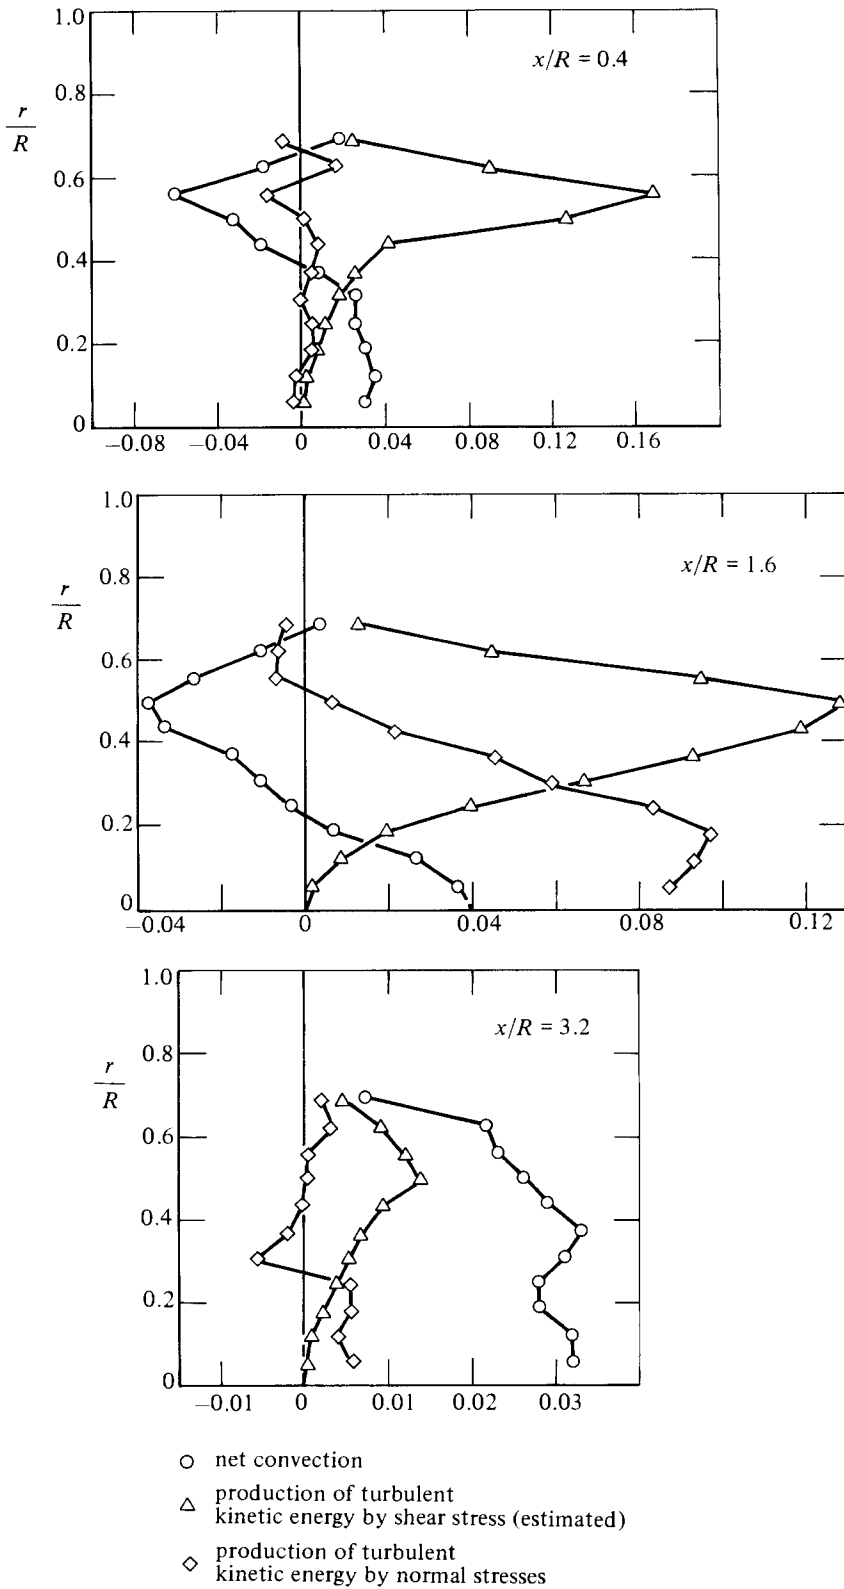 1.0
x/R = 0.4
0.8
r
R
0.6
0.4
0.2
0
−0.08 −0.04 0 0.04 0.08 0.12 0.16
1.0
x/R = 1.6
0.8
r
R
0.6
0.4
0.2
0
−0.04 0 0.04 0.08 0.12
1.0
x/R = 3.2
0.8
r
R
0.6
0.4
0.2
0
−0.01 0 0.01 0.02 0.03
net convection
production of turbulent
kinetic energy by shear stress (estimated)
production of turbulent
kinetic energy by normal stresses